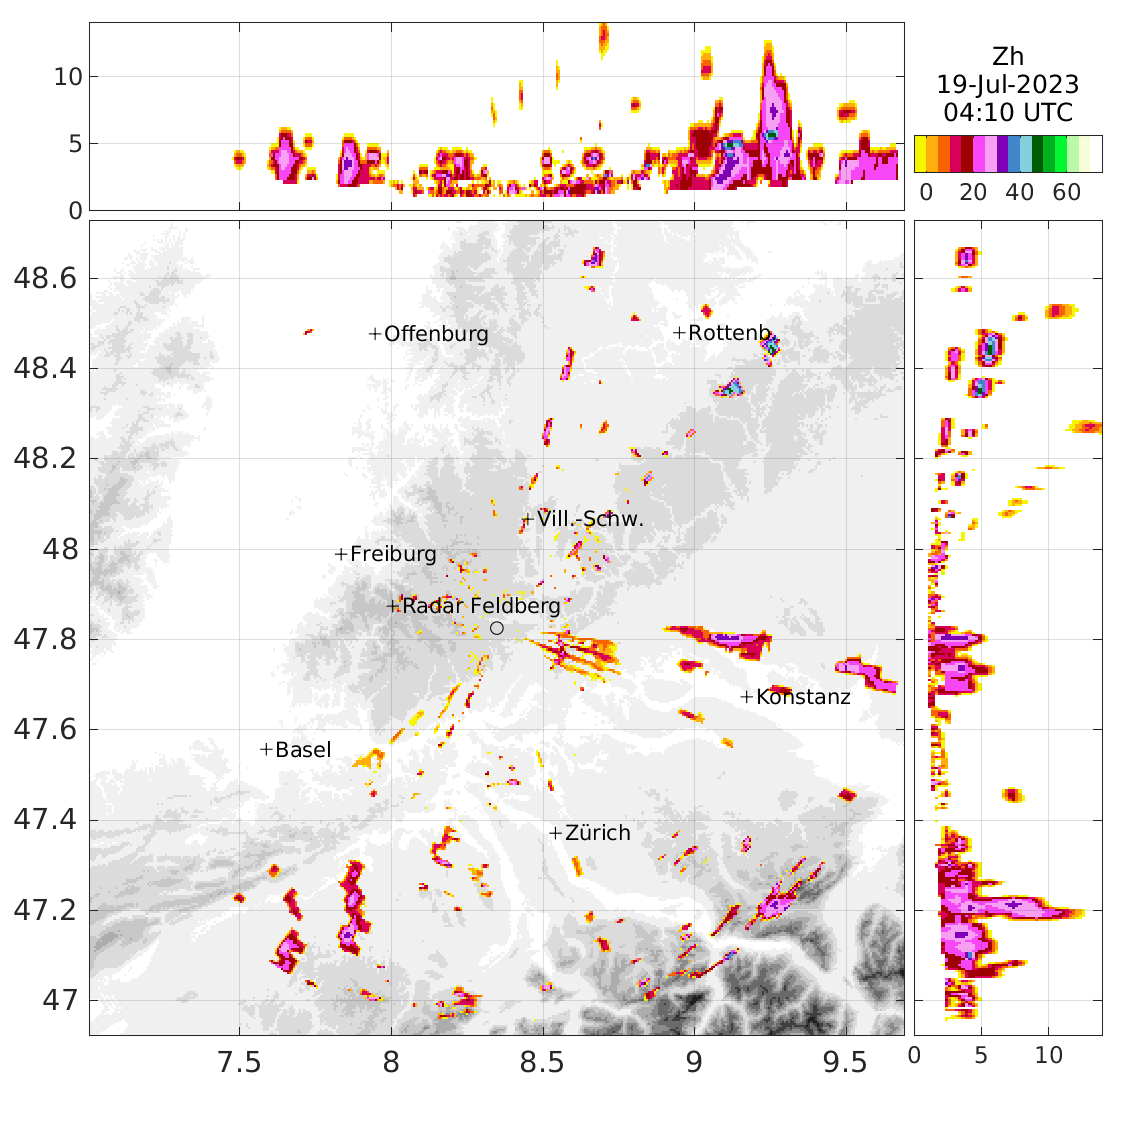 10
5
0
Zh
19-Jul-2023
04:10 UTC
0 20 40 60
48.6
48.4
48.2
48
47.8
47.6
47.4
47.2
47
+Offenburg
+Rottenb.
+Vill.-Schw.
+Freiburg
+Radar Feldberg
+Konstanz
+Basel
+Zürich
7.5 8 8.5 9 9.5
0 5 10